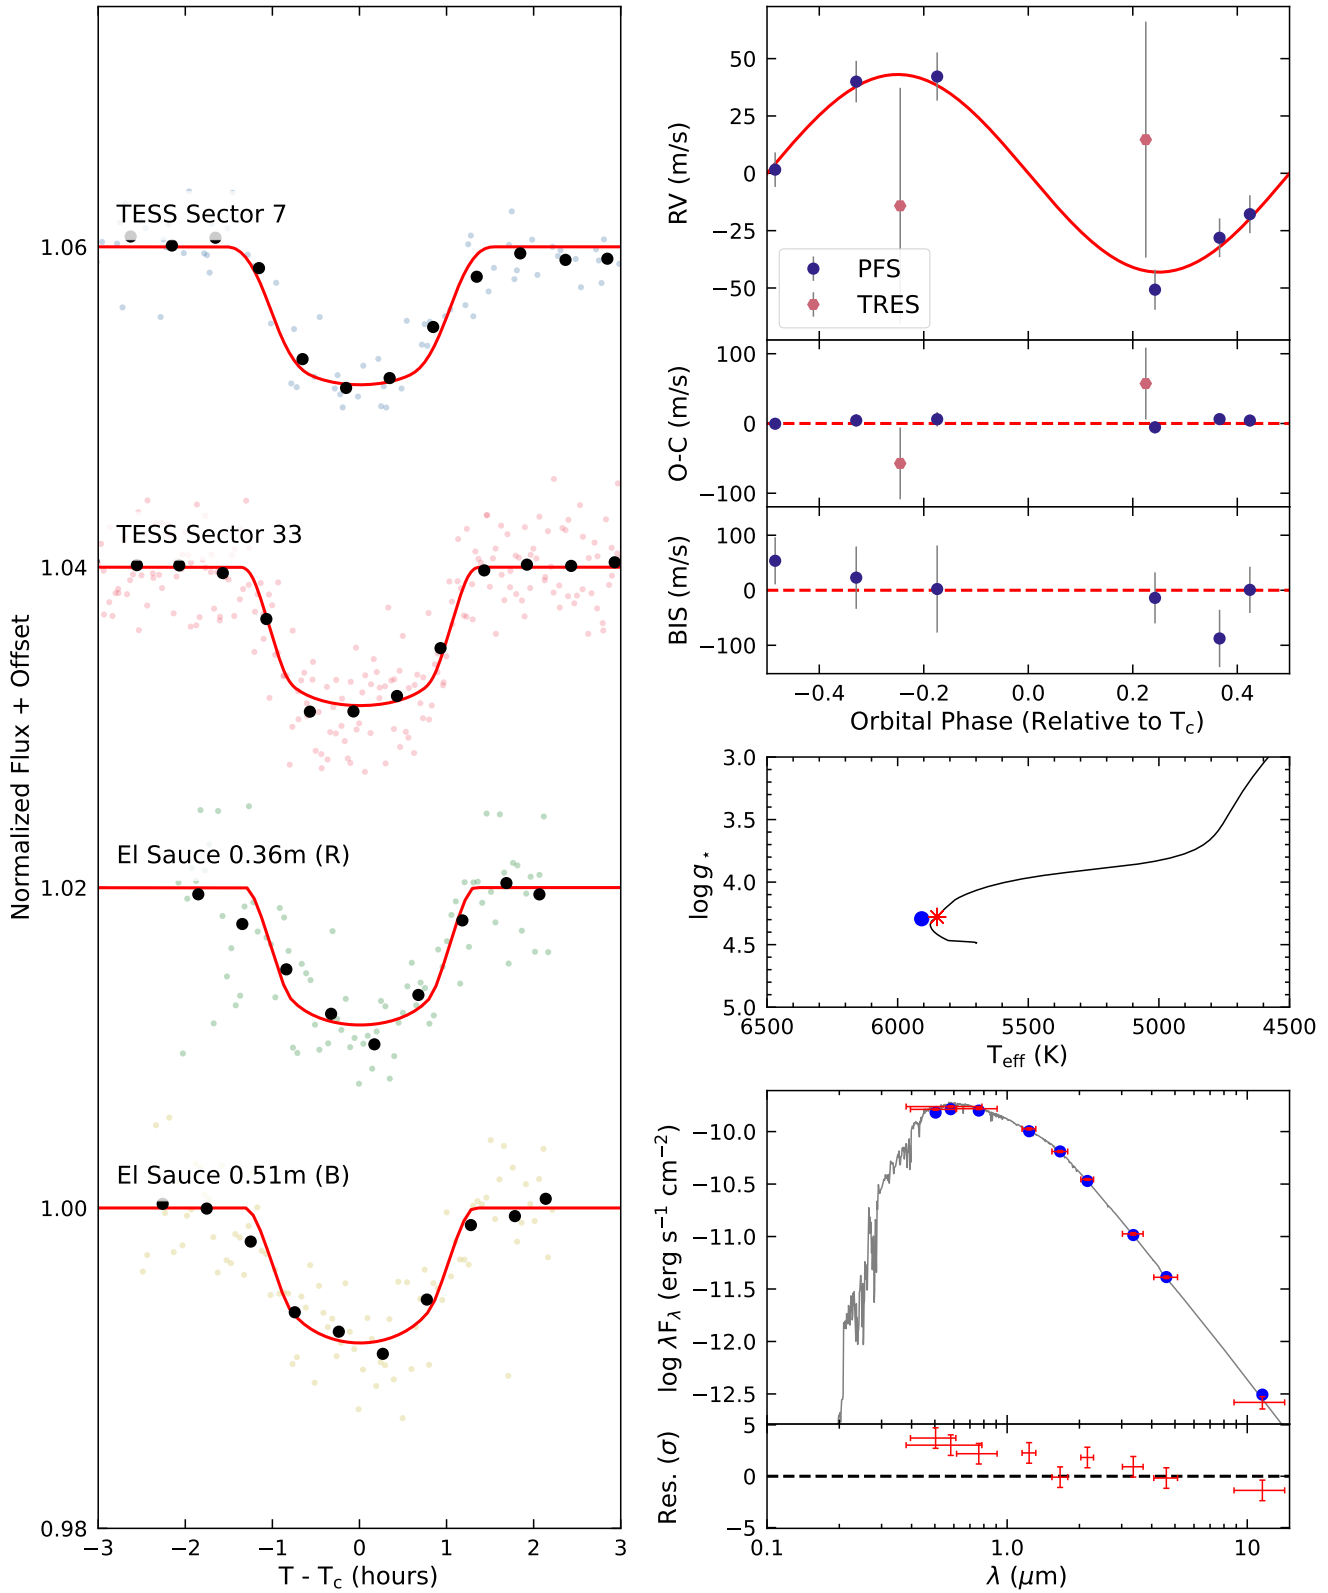 Normalized Flux + Offset
1.06
1.04
1.02
1.00
0.98
TESS Sector 7
TESS Sector 33
El Sauce 0.36m (R)
El Sauce 0.51m (B)
−3 −2 −1 0 1 2 3
T - Tc (hours)
RV (m/s)
50
25
0
−25
−50
PFS
TRES
O-C (m/s)
100
0
−100
BIS (m/s)
100
0
−100
−0.4 −0.2 0.0 0.2 0.4
Orbital Phase (Relative to Tc)
log g⋆
3.0
3.5
4.0
4.5
5.0
6500 6000 5500 5000 4500
Teff (K)
log λFλ (erg s−1 cm−2)
−10.0
−10.5
−11.0
−11.5
−12.0
−12.5
Res. (σ)
5
0
−5
0.1 1.0 10
λ (μm)